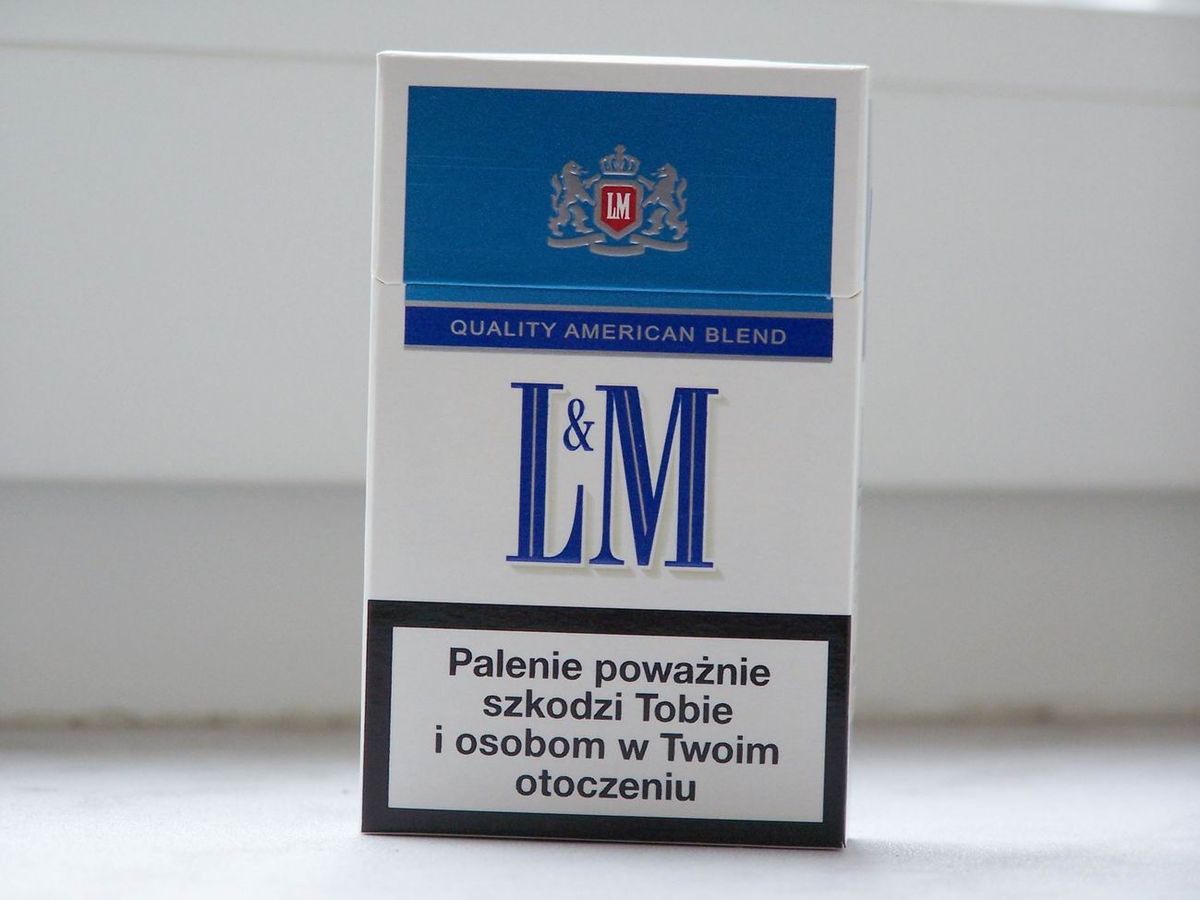 LM
QUALITY AMERICAN BLEND
L&M
Palenie poważnie
szkodzi Tobie
i osobom w Twoim
otoczeniu